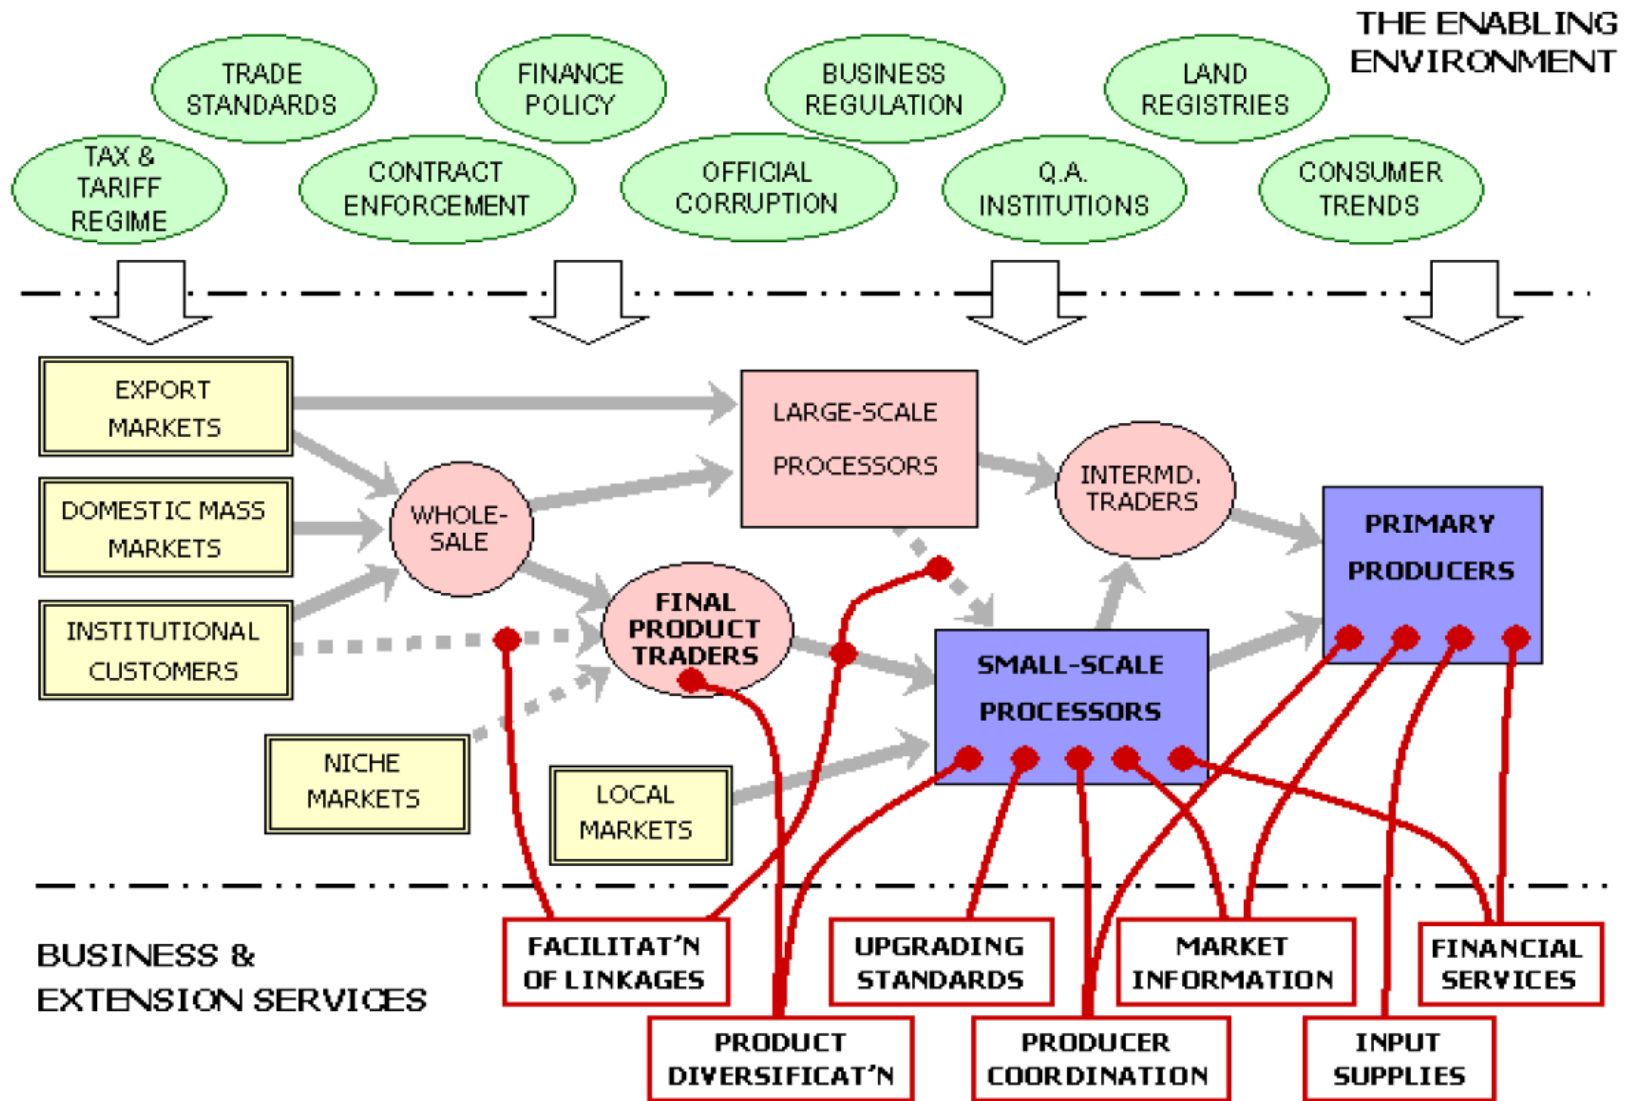 THE ENABLING
ENVIRONMENT
TRADE
STANDARDS
FINANCE
POLICY
BUSINESS
REGULATION
LAND
REGISTRIES
TAX &
TARIFF
REGIME
CONTRACT
ENFORCEMENT
OFFICIAL
CORRUPTION
Q.A.
INSTITUTIONS
CONSUMER
TRENDS
EXPORT
MARKETS
LARGE-SCALE
PROCESSORS
INTERMD.
TRADERS
DOMESTIC MASS
MARKETS
WHOLE-
SALE
PRIMARY
PRODUCERS
INSTITUTIONAL
CUSTOMERS
FINAL
PRODUCT
TRADERS
SMALL-SCALE
PROCESSORS
NICHE
MARKETS
LOCAL
MARKETS
BUSINESS &
EXTENSION SERVICES
FACILITAT'N
OF LINKAGES
UPGRADING
STANDARDS
MARKET
INFORMATION
FINANCIAL
SERVICES
PRODUCT
DIVERSIFICAT'N
PRODUCER
COORDINATION
INPUT
SUPPLIES